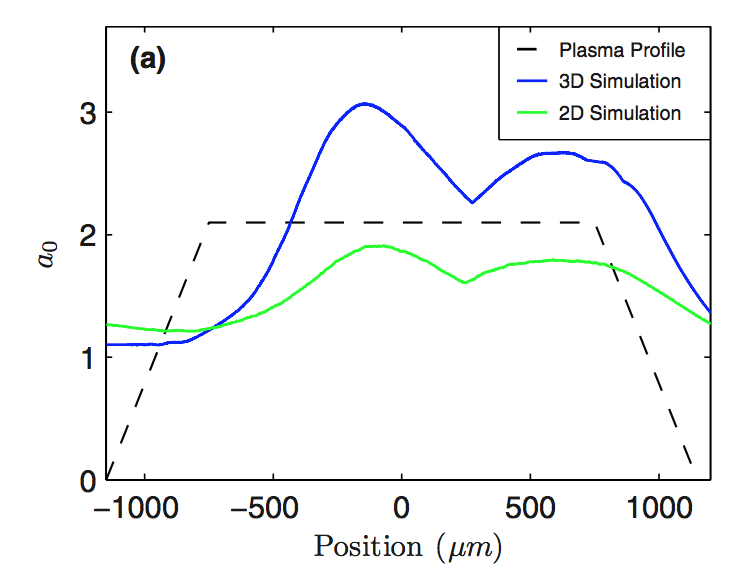 (a)
Plasma Profile
3D Simulation
2D Simulation
3
2
1
0
a0
−1000 −500 0 500 1000
Position (μm)